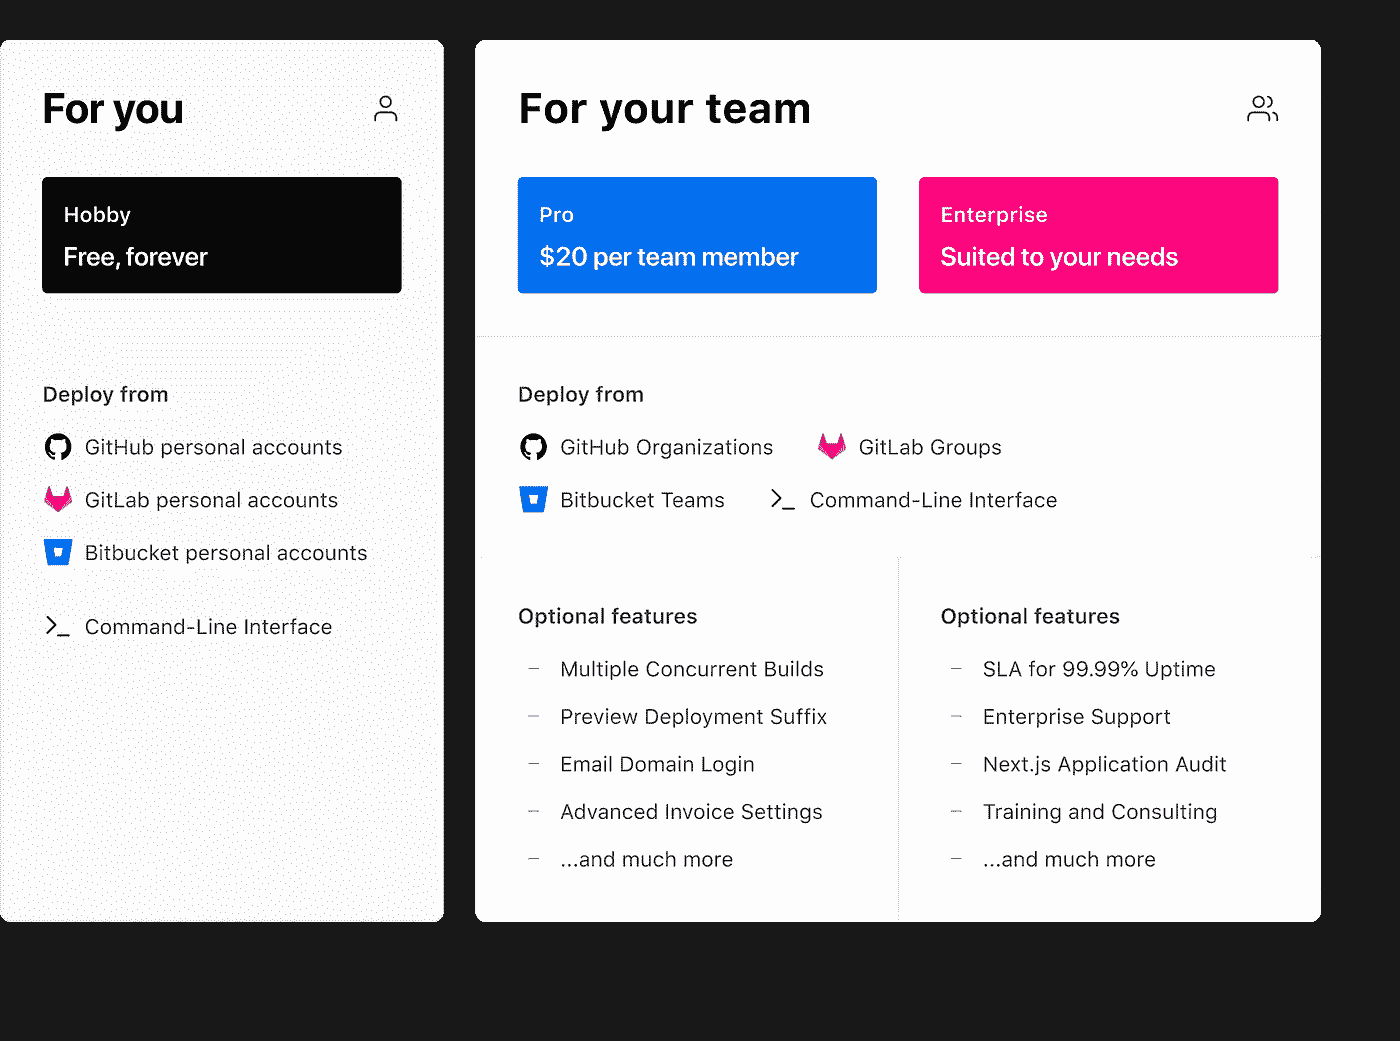 For you
Hobby
Free, forever
Deploy from
GitHub personal accounts
GitLab personal accounts
Bitbucket personal accounts
Command-Line Interface
For your team
Pro
$20 per team member
Enterprise
Suited to your needs
Deploy from
GitHub Organizations
GitLab Groups
Bitbucket Teams
Command-Line Interface
Optional features
– Multiple Concurrent Builds
– Preview Deployment Suffix
– Email Domain Login
– Advanced Invoice Settings
– ...and much more
Optional features
– SLA for 99.99% Uptime
– Enterprise Support
– Next.js Application Audit
– Training and Consulting
– ...and much more